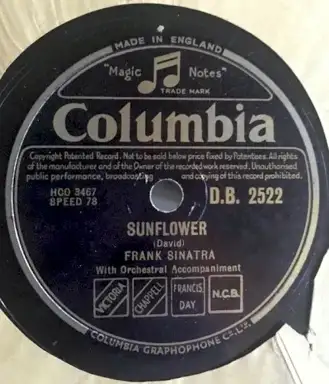 MADE IN ENGLAND
"Magic Notes"
TRADE MARK
Columbia
Copyright Patented Record. Not to be sold below price fixed by Patentees. All rights
of the manufacturer and of the Owner of the recorded work reserved. Unauthorised
public performance, broadcasting and copying of this record prohibited.
HCO 3467
SPEED 78
D.B. 2522
SUNFLOWER
(David)
FRANK SINATRA
With Orchestral Accompaniment
VICTORIA
CHAPPELL
FRANCIS DAY
N.C.B.
COLUMBIA GRAPHOPHONE CO. LTD.